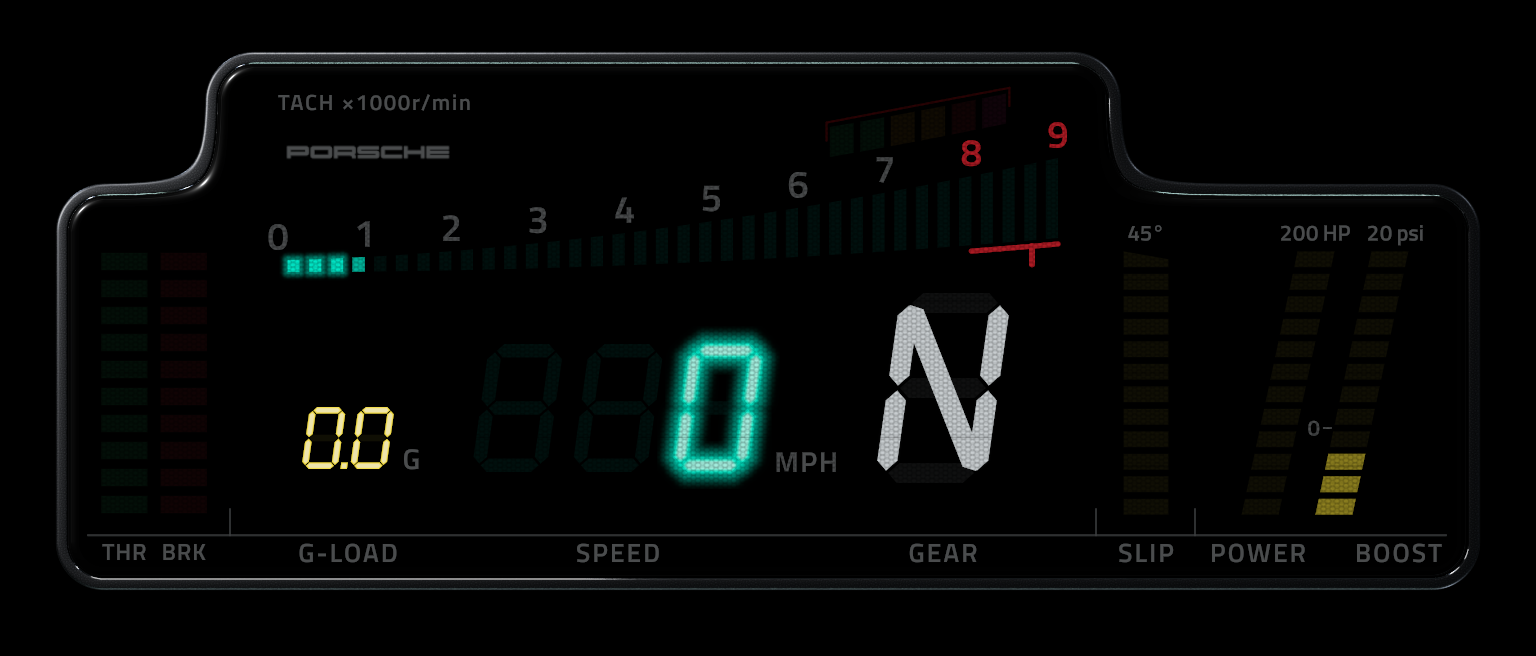 TACH ×1000r/min
PORSCHE
0 1 2 3 4 5 6 7 8 9
45° 200 HP 20 psi
0.0 G 0 MPH N
0-
THR BRK G-LOAD SPEED GEAR SLIP POWER BOOST